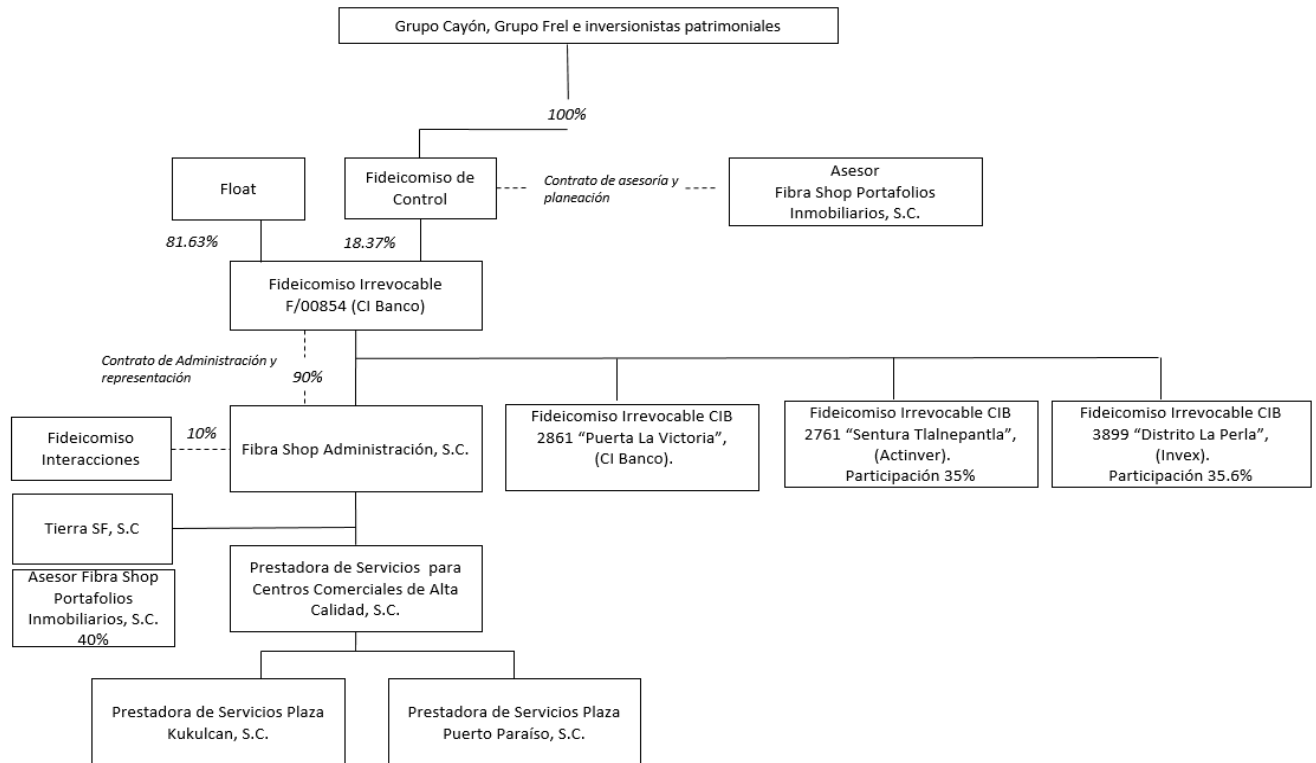 Grupo Cayón, Grupo Frel e inversionistas patrimoniales
100%
Float
Fideicomiso de
Control
Contrato de asesoría y
planeación
Asesor
Fibra Shop Portafolios
Inmobiliarios, S.C.
81.63%
18.37%
Fideicomiso Irrevocable
F/00854 (CI Banco)
Contrato de Administración y
representación
90%
Fideicomiso
Interacciones
10%
Fibra Shop Administración, S.C.
Fideicomiso Irrevocable CIB
2861 “Puerta La Victoria”,
(CI Banco).
Fideicomiso Irrevocable CIB
2761 “Sentura Tlalnepantla”,
(Actinver).
Participación 35%
Fideicomiso Irrevocable CIB
3899 “Distrito La Perla”,
(Invex).
Participación 35.6%
Tierra SF, S.C
Asesor Fibra Shop
Portafolios
Inmobiliarios, S.C.
40%
Prestadora de Servicios para
Centros Comerciales de Alta
Calidad, S.C.
Prestadora de Servicios Plaza
Kukulcan, S.C.
Prestadora de Servicios Plaza
Puerto Paraíso, S.C.